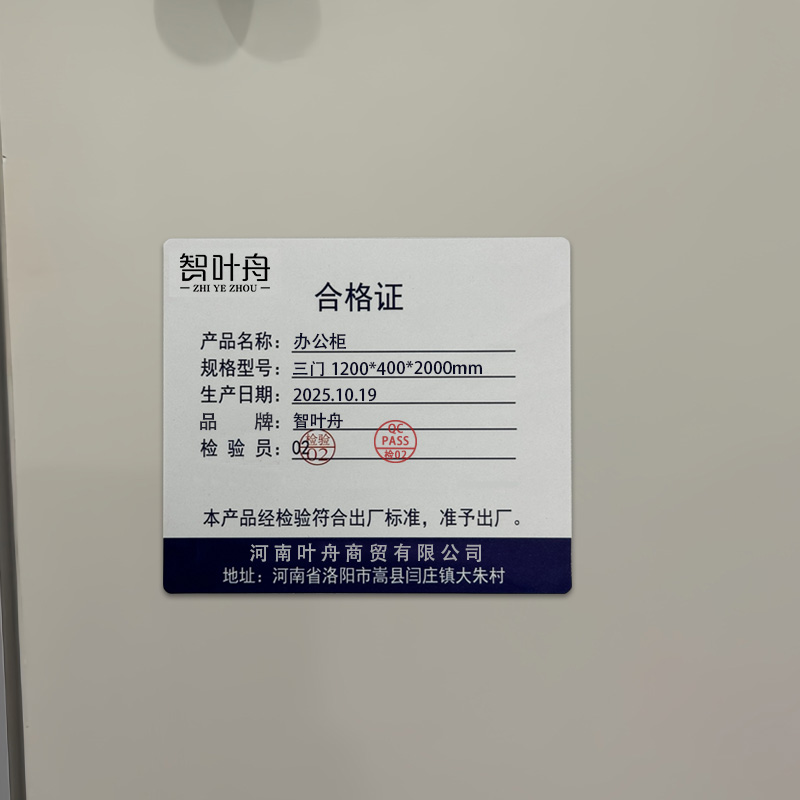 智叶舟
ZHI YE ZHOU
合格证
产品名称：办公柜
规格型号：三门 1200*400*2000mm
生产日期：2025.10.19
品 牌：智叶舟
检 验 员：02
检验
02
QC
PASS
检02
本产品经检验符合出厂标准，准予出厂。
河南叶舟商贸有限公司
地址：河南省洛阳市嵩县闫庄镇大朱村